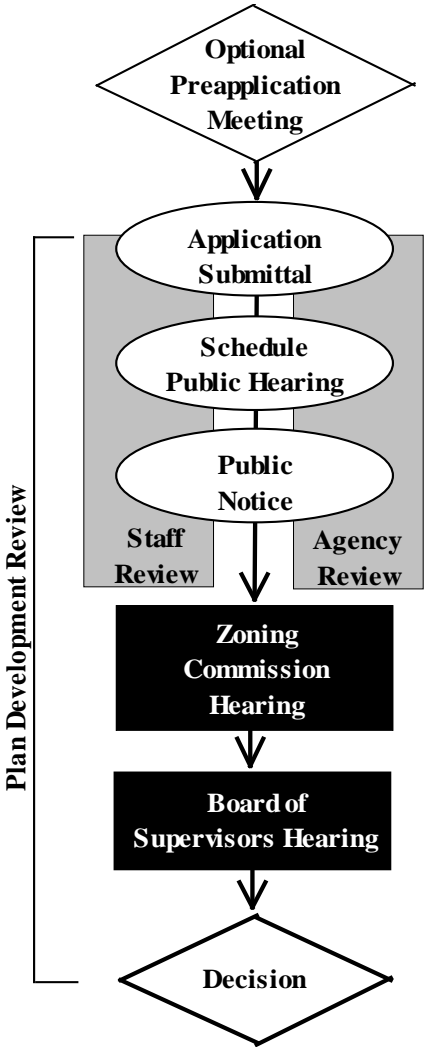 Optional
Preapplication
Meeting
Application
Submittal
Schedule
Public Hearing
Public
Notice
Staff
Review
Agency
Review
Plan Development Review
Zoning
Commission
Hearing
Board of
Supervisors Hearing
Decision